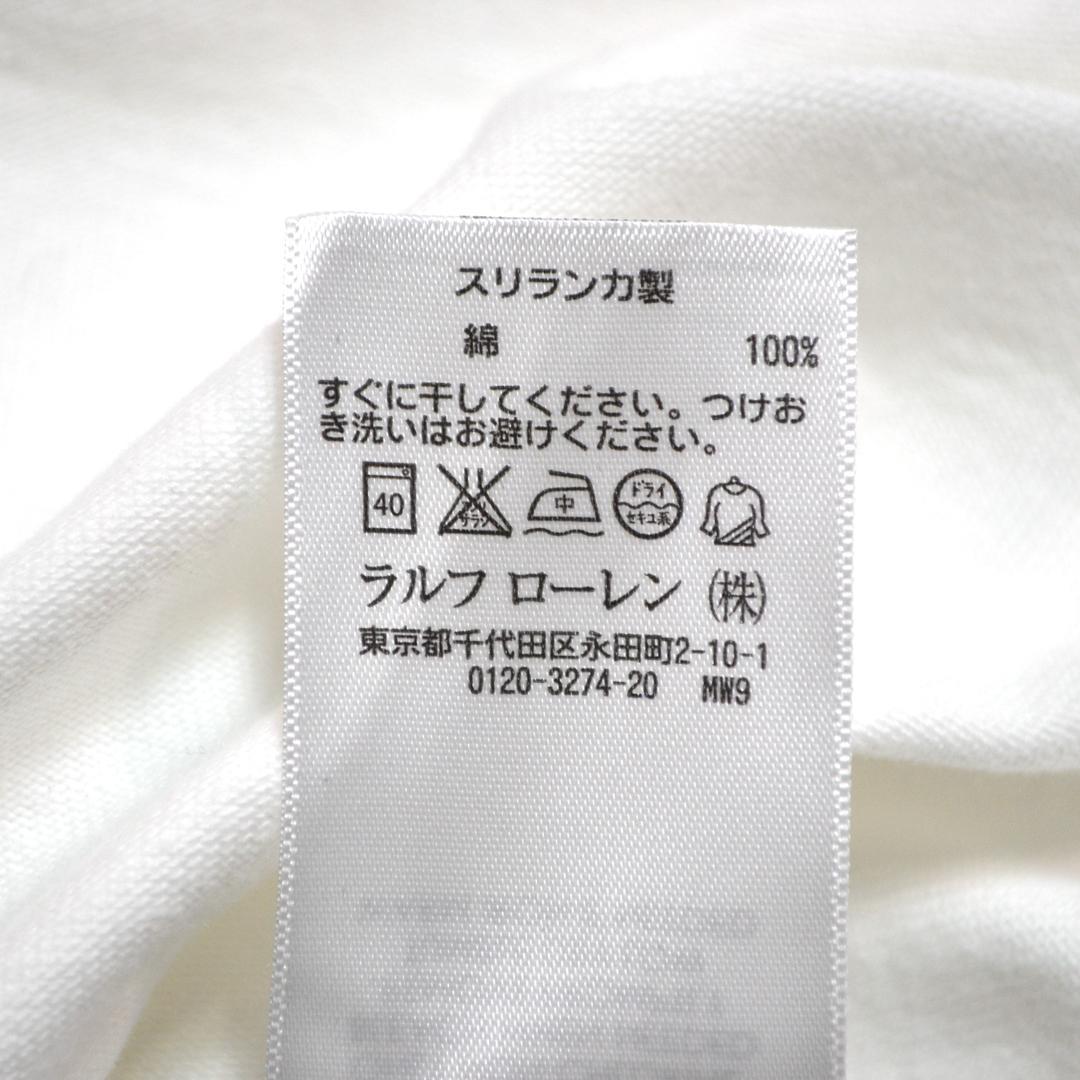 スリランカ製
綿 100%
すぐに干してください。つけお
き洗いはお避けください。
40 サラシ 中 ドライ セキユ系
ラルフ ローレン ㈱
東京都千代田区永田町2-10-1
0120-3274-20 MW9